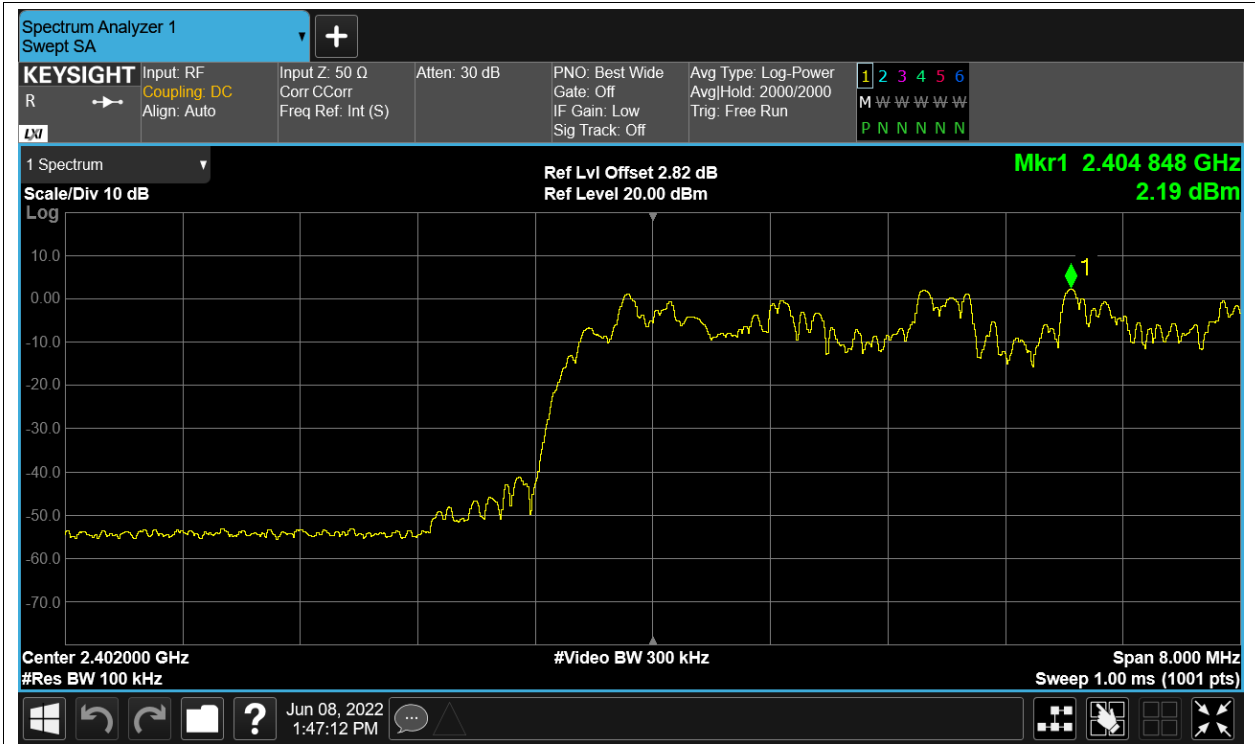 Spectrum Analyzer 1
Swept SA
KEYSIGHT
R
LXI
Input: RF
Coupling: DC
Align: Auto
Input Z: 50 Ω
Corr CCorr
Freq Ref: Int (S)
Atten: 30 dB
PNO: Best Wide
Gate: Off
IF Gain: Low
Sig Track: Off
Avg Type: Log-Power
Avg|Hold: 2000/2000
Trig: Free Run
1 2 3 4 5 6
M W W W W W
P N N N N N
1 Spectrum
Scale/Div 10 dB
Log
Ref Lvl Offset 2.82 dB
Ref Level 20.00 dBm
Mkr1 2.404 848 GHz
2.19 dBm
1
10.0
0.00
-10.0
-20.0
-30.0
-40.0
-50.0
-60.0
-70.0
Center 2.402000 GHz
#Res BW 100 kHz
#Video BW 300 kHz
Span 8.000 MHz
Sweep 1.00 ms (1001 pts)
?
Jun 08, 2022
1:47:12 PM